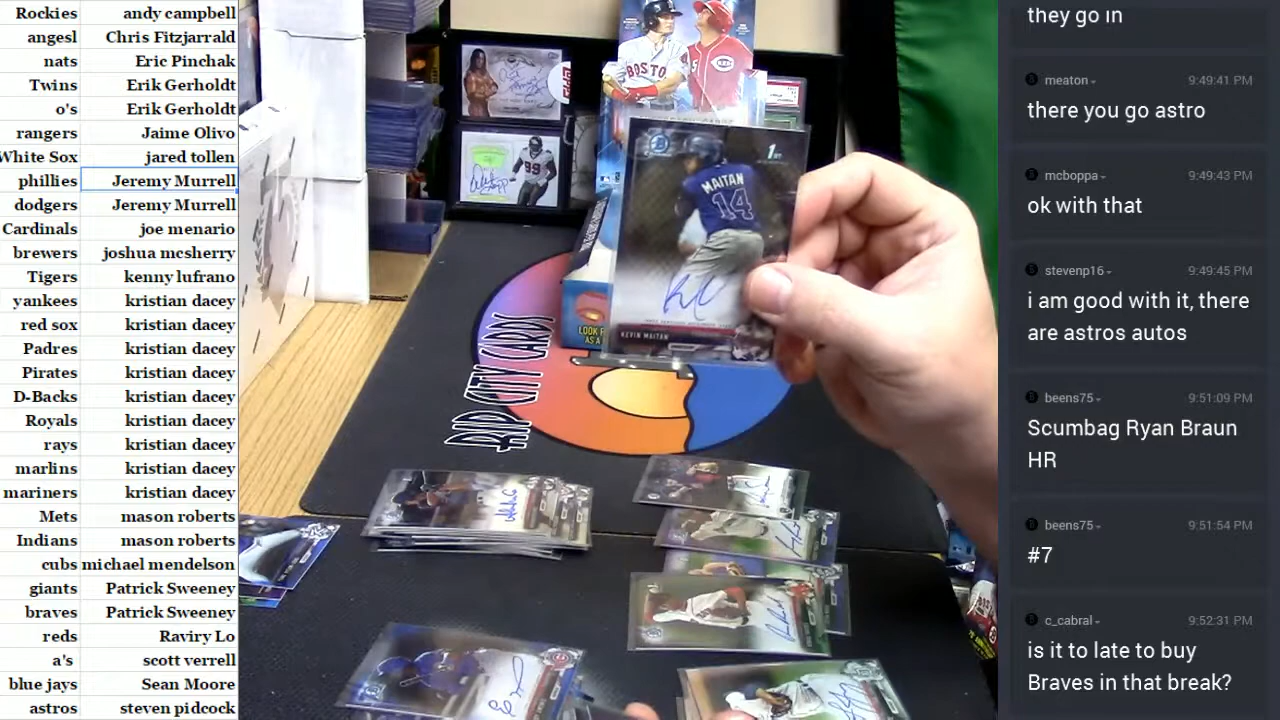 Rockies andy campbell
angesl Chris Fitzjarrald
nats Eric Pinchak
Twins Erik Gerholdt
o's Erik Gerholdt
rangers Jaime Olivo
White Sox jared tollen
phillies Jeremy Murrell
dodgers Jeremy Murrell
Cardinals joe menario
brewers joshua mcsherry
Tigers kenny lufrano
yankees kristian dacey
red sox kristian dacey
Padres kristian dacey
Pirates kristian dacey
D-Backs kristian dacey
Royals kristian dacey
rays kristian dacey
marlins kristian dacey
mariners kristian dacey
Mets mason roberts
Indians mason roberts
cubs michael mendelson
giants Patrick Sweeney
braves Patrick Sweeney
reds Raviry Lo
a's scott verrell
blue jays Sean Moore
astros steven pidcock
BOSTON
REDS
99
1st
MAITAN
14
KEVIN MAITAN
LOOK
AS A
RIP CITY CARDS
they go in
meaton 9:49:41 PM
there you go astro
mcboppa 9:49:43 PM
ok with that
stevenp16 9:49:45 PM
i am good with it, there
are astros autos
beens75 9:51:09 PM
Scumbag Ryan Braun
HR
beens75 9:51:54 PM
#7
c_cabral 9:52:31 PM
is it to late to buy
Braves in that break?